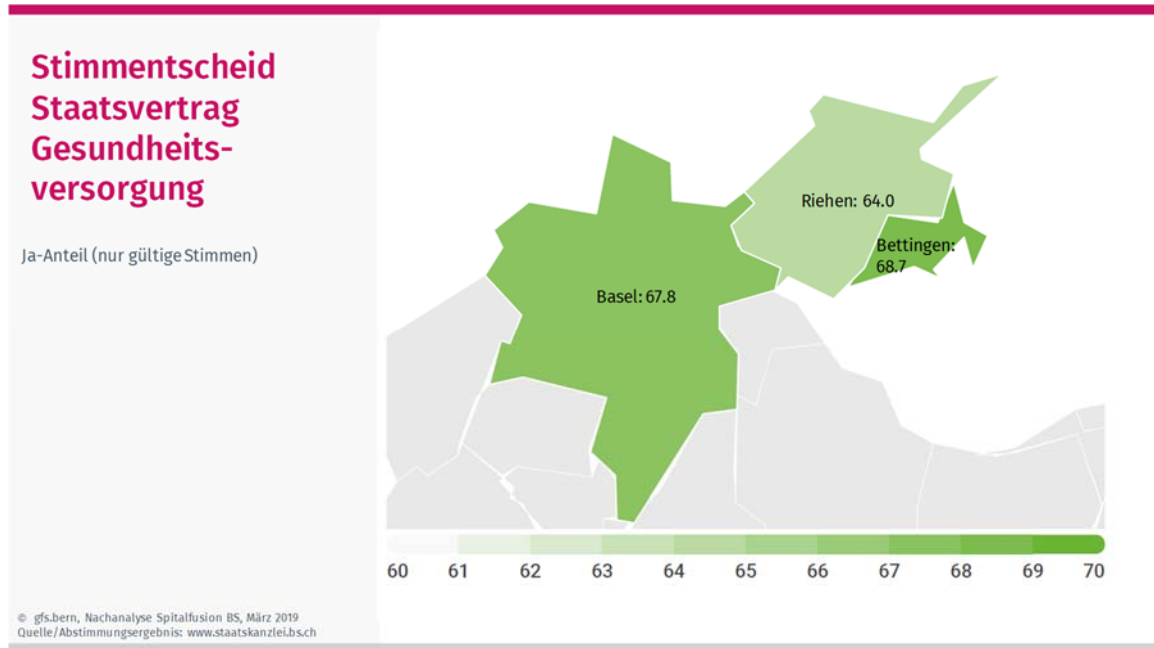 Stimmentscheid
Staatsvertrag
Gesundheits-
versorgung
Ja-Anteil (nur gültige Stimmen)
Riehen: 64.0
Bettingen:
68.7
Basel: 67.8
60 61 62 63 64 65 66 67 68 69 70
© gfs.bern, Nachanalyse Spitalfusion BS, März 2019
Quelle/Abstimmungsergebnis: www.staatskanzlei.bs.ch